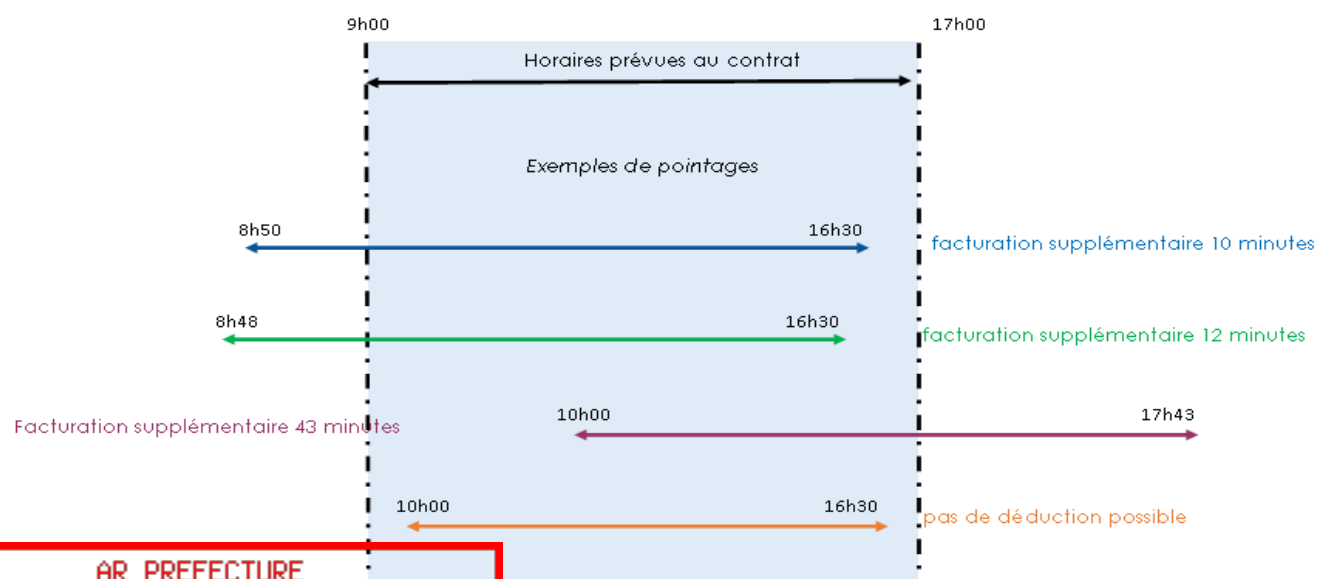 9h00 17h00
Horaires prévues au contrat
Exemples de pointages
8h50 16h30
facturation supplémentaire 10 minutes
8h48 16h30
facturation supplémentaire 12 minutes
10h00 17h43
Facturation supplémentaire 43 minutes
10h00 16h30
pas de déduction possible
AR PREFECTURE